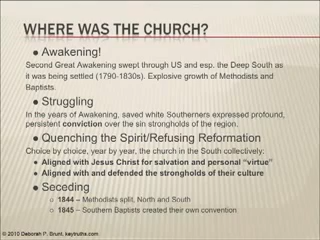 WHERE WAS THE CHURCH?
Awakening!
Second Great Awakening swept through US and esp. the Deep South as
it was being settled (1790-1830s). Explosive growth of Methodists and
Baptists.
Struggling
In the years of Awakening, saved white Southerners expressed profound,
persistent conviction over the sin strongholds of the region.
Quenching the Spirit/Refusing Reformation
Choice by choice, year by year, the church in the South collectively:
Aligned with Jesus Christ for salvation and personal “virtue”
Aligned with and defended the strongholds of their culture
Seceding
1844 – Methodists split, North and South
1845 – Southern Baptists created their own convention
© 2010 Deborah P. Brunt, keytruths.com